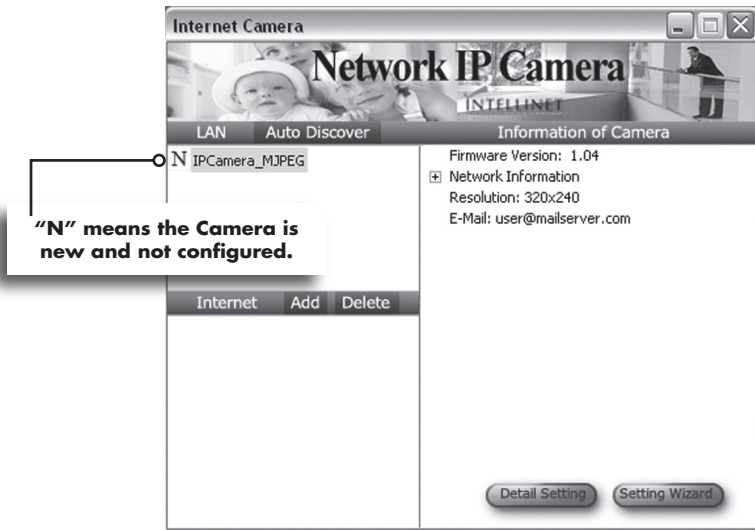 Internet Camera
Network IP Camera
INTELLINET
LAN Auto Discover
Information of Camera
N IPCamera_MJPEG
Firmware Version: 1.04
Network Information
Resolution: 320x240
E-Mail: user@mailserver.com
“N” means the Camera is
new and not configured.
Internet Add Delete
Detail Setting
Setting Wizard